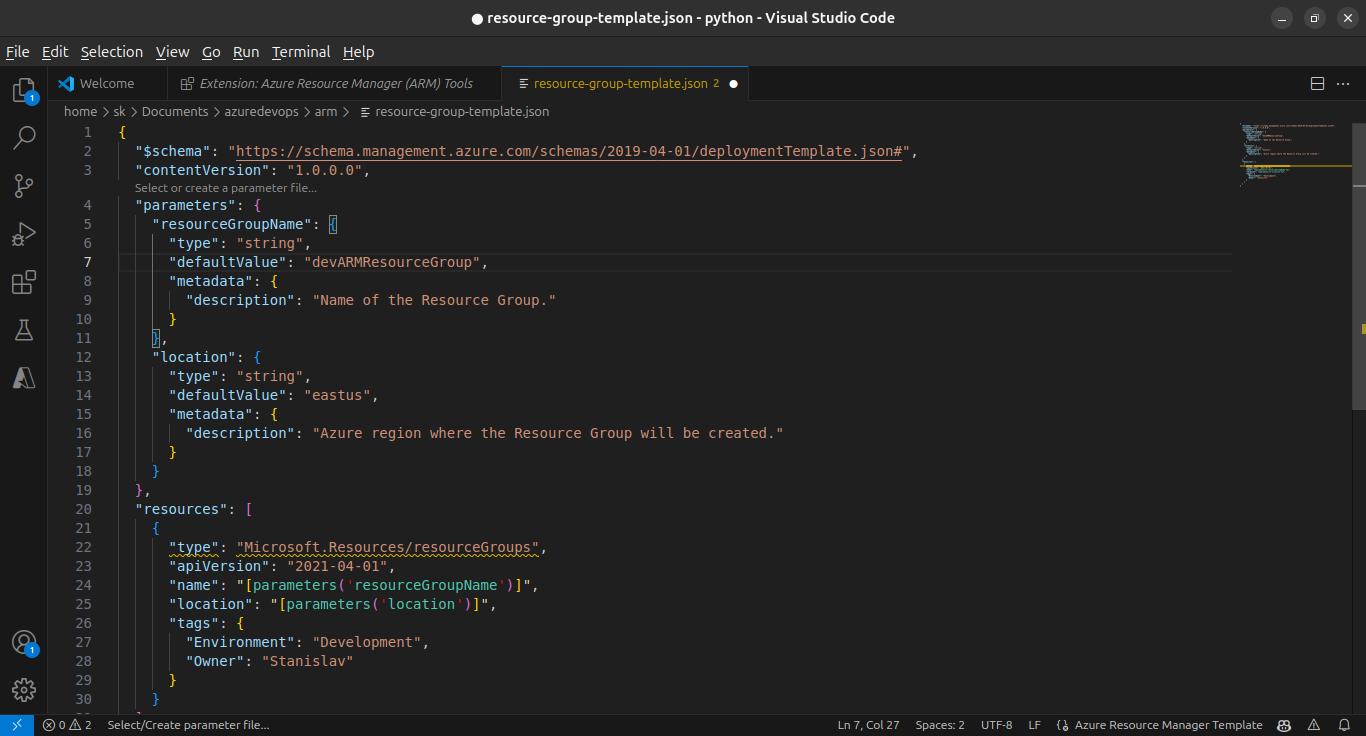 ● resource-group-template.json - python - Visual Studio Code
File Edit Selection View Go Run Terminal Help
Welcome
Extension: Azure Resource Manager (ARM) Tools
resource-group-template.json 2 ●
home > sk > Documents > azuredevops > arm > resource-group-template.json
1 {
2 "$schema": "https://schema.management.azure.com/schemas/2019-04-01/deploymentTemplate.json#",
3 "contentVersion": "1.0.0.0",
Select or create a parameter file...
4 "parameters": {
5 "resourceGroupName": {
6 "type": "string",
7 "defaultValue": "devARMResourceGroup",
8 "metadata": {
9 "description": "Name of the Resource Group."
10 }
11 },
12 "location": {
13 "type": "string",
14 "defaultValue": "eastus",
15 "metadata": {
16 "description": "Azure region where the Resource Group will be created."
17 }
18 }
19 },
20 "resources": [
21 {
22 "type": "Microsoft.Resources/resourceGroups",
23 "apiVersion": "2021-04-01",
24 "name": "[parameters('resourceGroupName')]",
25 "location": "[parameters('location')]",
26 "tags": {
27 "Environment": "Development",
28 "Owner": "Stanislav"
29 }
30 }
1
1
0 2 Select/Create parameter file... Ln 7, Col 27 Spaces: 2 UTF-8 LF {} Azure Resource Manager Template